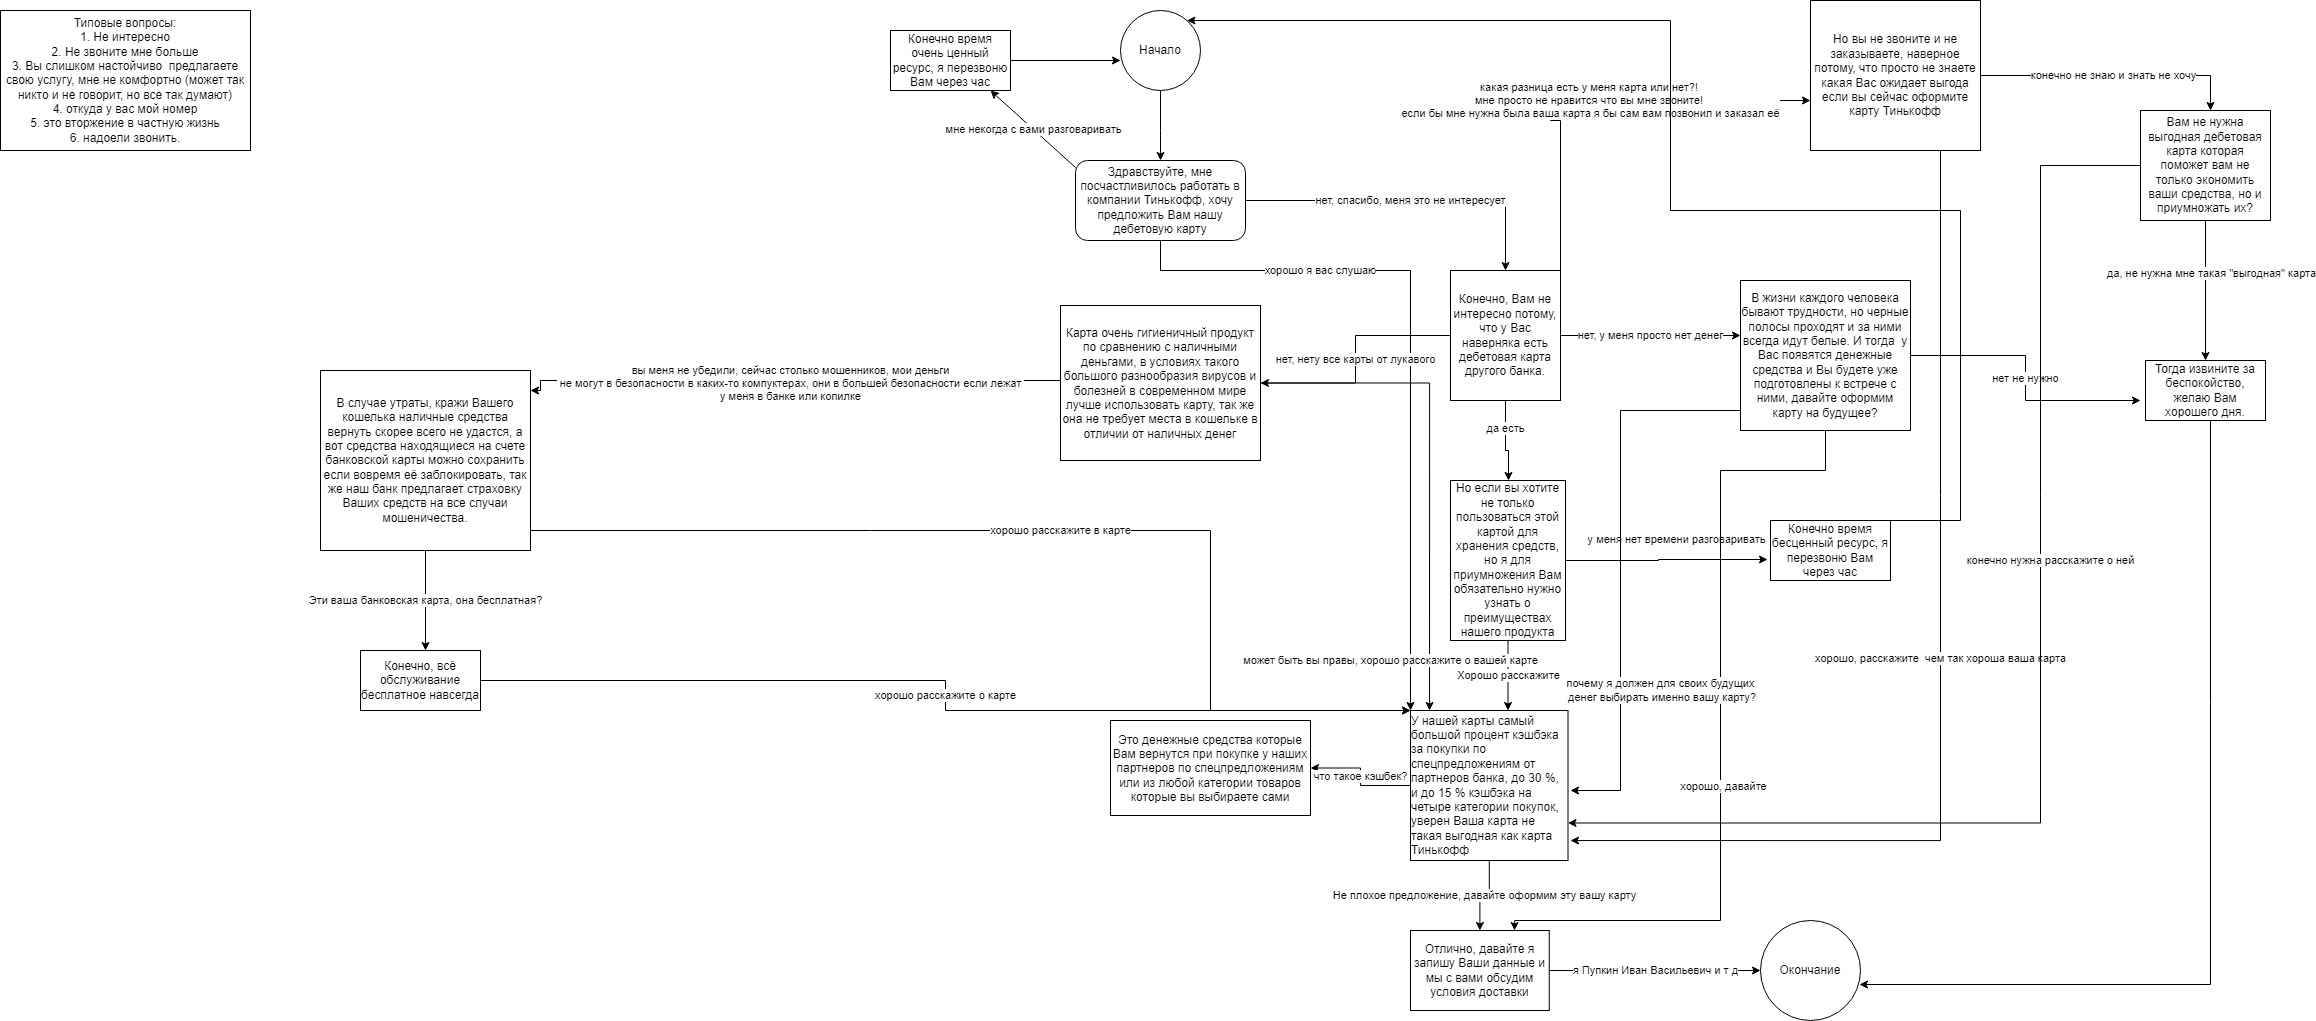 Типовые вопросы:
1. Не интересно
2. Не звоните мне больше
3. Вы слишком настойчиво  предлагаете
свою услугу, мне не комфортно (может так
никто и не говорит, но все так думают)
4. откуда у вас мой номер
5. это вторжение в частную жизнь
6. надоели звонить.
Конечно время
очень ценный
ресурс, я перезвоню
Вам через час
Начало
мне некогда с вами разговаривать
Здравствуйте, мне
посчастливилось работать в
компании Тинькофф, хочу
предложить Вам нашу
дебетовую карту
нет, спасибо, меня это не интересует
хорошо я вас слушаю
какая разница есть у меня карта или нет?!
мне просто не нравится что вы мне звоните!
если бы мне нужна была ваша карта я бы сам вам позвонил и заказал её
Но вы не звоните и не
заказываете, наверное
потому, что просто не знаете
какая Вас ожидает выгода
если вы сейчас оформите
карту Тинькофф
конечно не знаю и знать не хочу
Вам не нужна
выгодная дебетовая
карта которая
поможет вам не
только экономить
ваши средства, но и
приумножать их?
да, не нужна мне такая "выгодная" карта
Тогда извините за
беспокойство,
желаю Вам
хорошего дня.
Конечно, Вам не
интересно потому,
что у Вас
наверняка есть
дебетовая карта
другого банка.
нет, у меня просто нет денег
В жизни каждого человека
бывают трудности, но черные
полосы проходят и за ними
всегда идут белые. И тогда  у
Вас появятся денежные
средства и Вы будете уже
подготовлены к встрече с
ними, давайте оформим
карту на будущее?
нет не нужно
нет, нету все карты от лукавого
Карта очень гигиеничный продукт
по сравнению с наличными
деньгами, в условиях такого
большого разнообразия вирусов и
болезней в современном мире
лучше использовать карту, так же
она не требует места в кошельке в
отличии от наличных денег
вы меня не убедили, сейчас столько мошенников, мои деньги
не могут в безопасности в каких-то компуктерах, они в большей безопасности если лежат
у меня в банке или копилке
В случае утраты, кражи Вашего
кошелька наличные средства
вернуть скорее всего не удастся, а
вот средства находящиеся на счете
банковской карты можно сохранить
если вовремя её заблокировать, так
же наш банк предлагает страховку
Ваших средств на все случаи
мошеничества.
хорошо расскажите в карте
Эти ваша банковская карта, она бесплатная?
Конечно, всё
обслуживание
бесплатное навсегда
хорошо расскажите о карте
да есть
Но если вы хотите
не только
пользоваться этой
картой для
хранения средств,
но я для
приумножения Вам
обязательно нужно
узнать о
преимуществах
нашего продукта
у меня нет времени разговаривать
Конечно время
бесценный ресурс, я
перезвоню Вам
через час
конечно нужна расскажите о ней
может быть вы правы, хорошо расскажите о вашей карте
Хорошо расскажите
хорошо, расскажите  чем так хороша ваша карта
почему я должен для своих будущих
денег выбирать именно вашу карту?
У нашей карты самый
большой процент кэшбэка
за покупки по
спецпредложениям от
партнеров банка, до 30 %,
и до 15 % кэшбэка на
четыре категории покупок,
уверен Ваша карта не
такая выгодная как карта
Тинькофф
что такое кэшбек?
Это денежные средства которые
Вам вернутся при покупке у наших
партнеров по спецпредложениям
или из любой категории товаров
которые вы выбираете сами
хорошо, давайте
Не плохое предложение, давайте оформим эту вашу карту
Отлично, давайте я
запишу Ваши данные и
мы с вами обсудим
условия доставки
я Пупкин Иван Васильевич и т д
Окончание